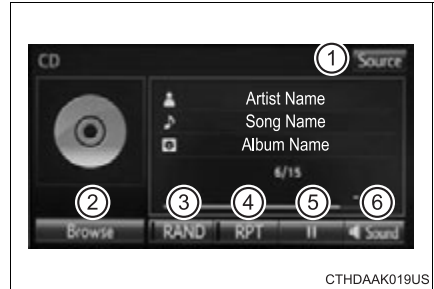 CD
1
Source
Artist Name
Song Name
Album Name
6/15
2
3
4
5
6
Browse
RAND
RPT
Sound
CTHDAAK019US